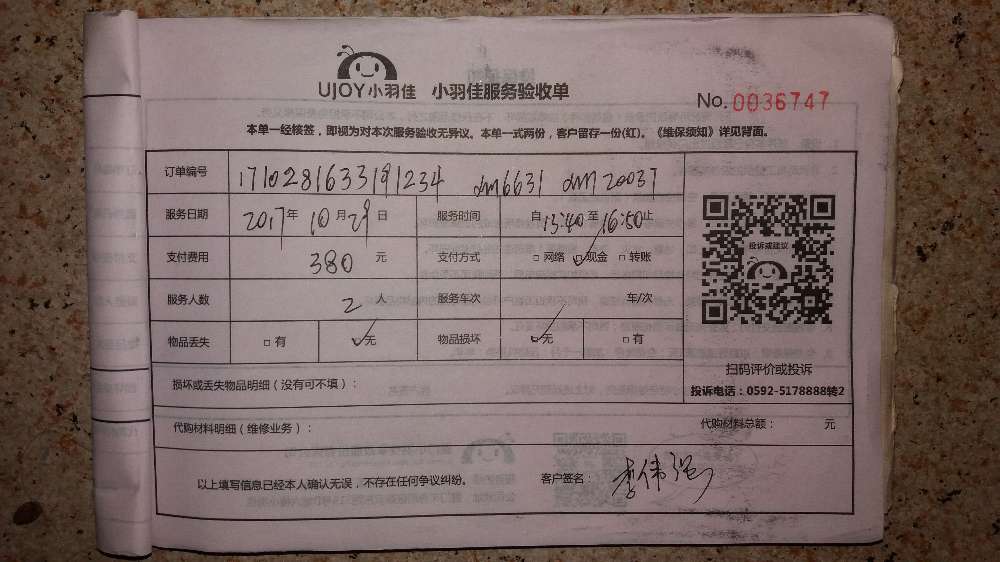 UJOY小羽佳 小羽佳服务验收单
No. 0036747
本单一经核签，即视为对本次服务验收无异议。本单一式两份，客户留存一份(红)。《维保须知》详见背面。
订单编号 1710281633191234 dm6631 dm20037
服务日期 2017年 10月29日 服务时间 自13:40至16:50止
支付费用 380 元 支付方式 □网络 ☑现金 □转账
服务人数 2 人 服务车次 车/次
物品丢失 □有 ☑无 物品损坏 ☑无 □有
投诉或建议
扫码评价或投诉
投诉电话：0592-5178888转2
损坏或丢失物品明细（没有可不填）：
代购材料明细（维修业务）： 代购材料总额： 元
以上填写信息已经本人确认无误，不存在任何争议纠纷。 客户签名： 李伟强